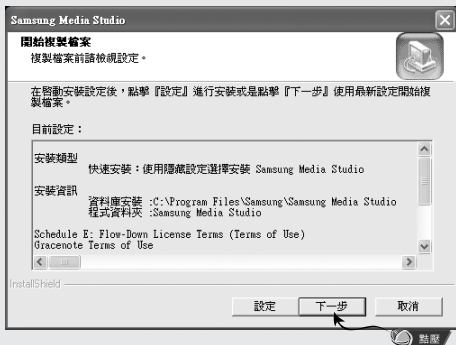 Samsung Media Studio
開始複製檔案
複製檔案前請檢視設定。
在啓動安裝設定後，點擊『設定』進行安裝或是點擊『下一步』使用最新設定開始複
製檔案。
目前設定：
安裝類型
快速安裝：使用隱藏設定選擇安裝 Samsung Media Studio
安裝資訊
資料庫安裝 :C:\Program Files\Samsung\Samsung Media Studio
程式資料夾 :Samsung Media Studio
Schedule E: Flow-Down License Terms (Terms of Use)
Gracenote Terms of Use
InstallShield
設定
下一步
取消
點壓